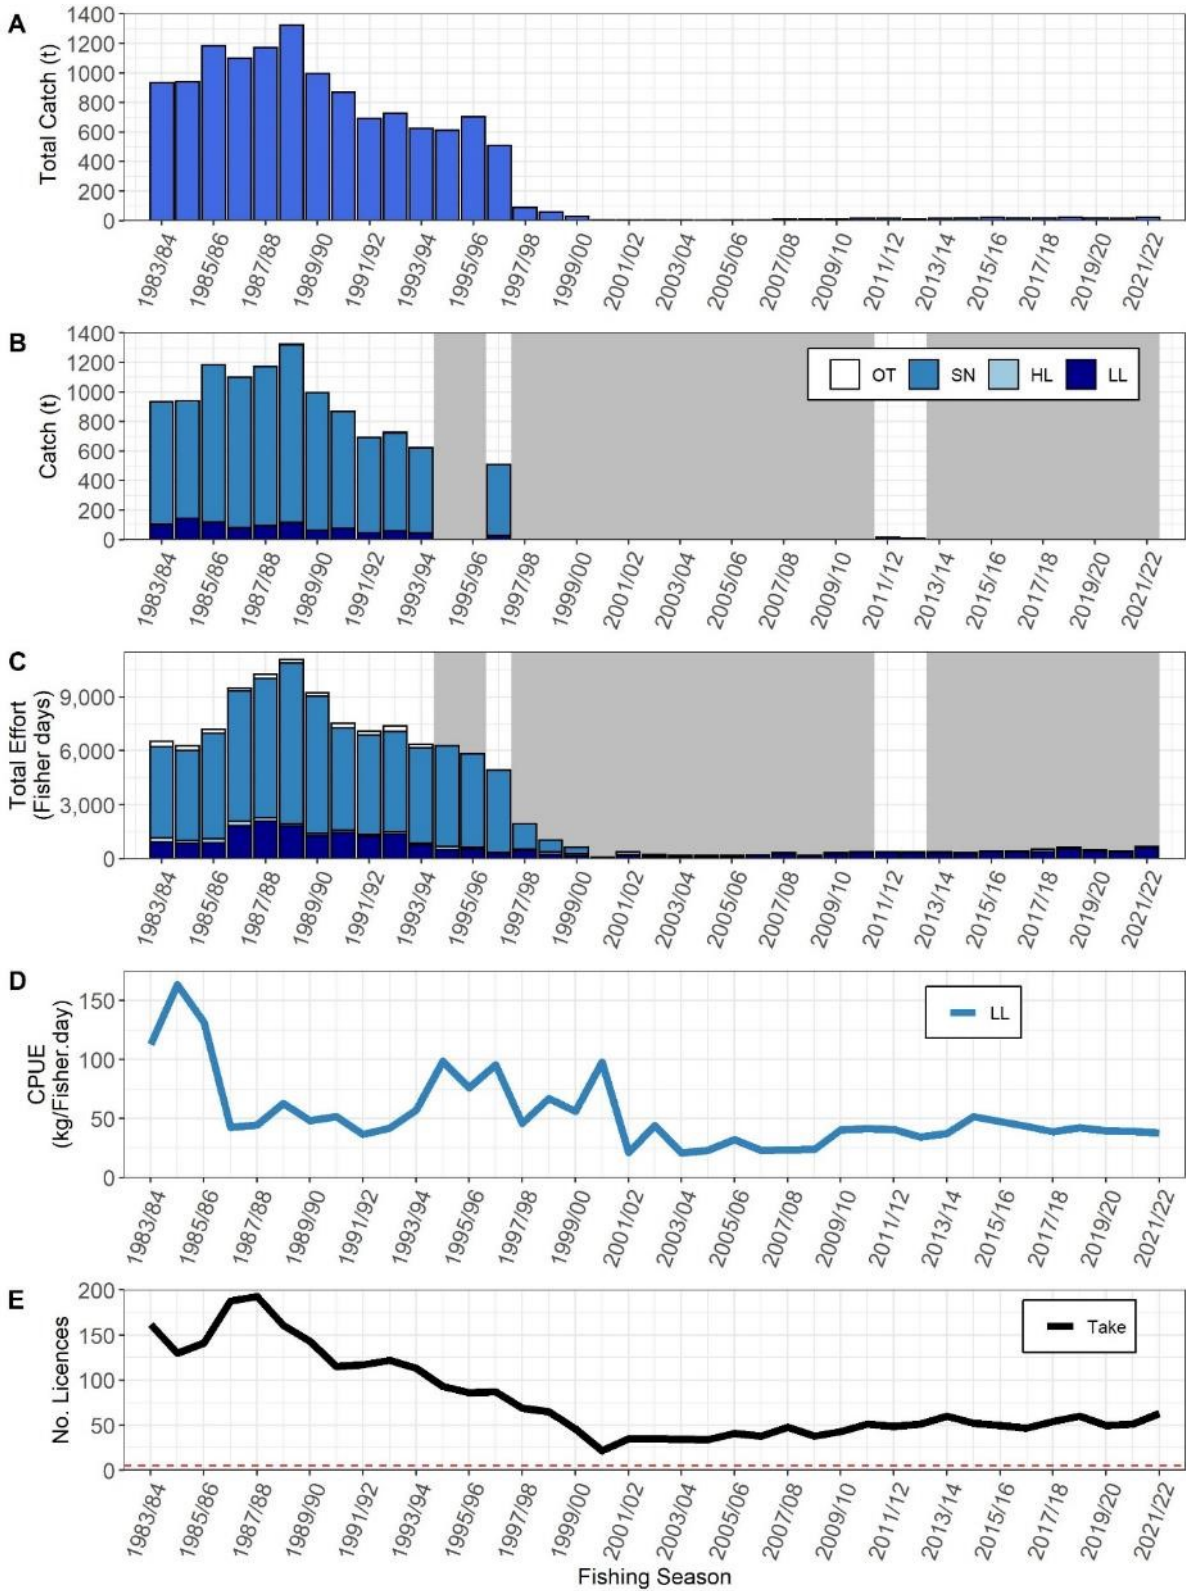 A
Total Catch (t)
1400
1200
1000
800
600
400
200
0
1983/84 1985/86 1987/88 1989/90 1991/92 1993/94 1995/96 1997/98 1999/00 2001/02 2003/04 2005/06 2007/08 2009/10 2011/12 2013/14 2015/16 2017/18 2019/20 2021/22
B
Catch (t)
1400
1200
1000
800
600
400
200
0
OT SN HL LL
1983/84 1985/86 1987/88 1989/90 1991/92 1993/94 1995/96 1997/98 1999/00 2001/02 2003/04 2005/06 2007/08 2009/10 2011/12 2013/14 2015/16 2017/18 2019/20 2021/22
C
Total Effort
(Fisher days)
9,000
6,000
3,000
0
1983/84 1985/86 1987/88 1989/90 1991/92 1993/94 1995/96 1997/98 1999/00 2001/02 2003/04 2005/06 2007/08 2009/10 2011/12 2013/14 2015/16 2017/18 2019/20 2021/22
D
CPUE
(kg/Fisher.day)
150
100
50
0
LL
1983/84 1985/86 1987/88 1989/90 1991/92 1993/94 1995/96 1997/98 1999/00 2001/02 2003/04 2005/06 2007/08 2009/10 2011/12 2013/14 2015/16 2017/18 2019/20 2021/22
E
No. Licences
200
150
100
50
0
Take
1983/84 1985/86 1987/88 1989/90 1991/92 1993/94 1995/96 1997/98 1999/00 2001/02 2003/04 2005/06 2007/08 2009/10 2011/12 2013/14 2015/16 2017/18 2019/20 2021/22
Fishing Season